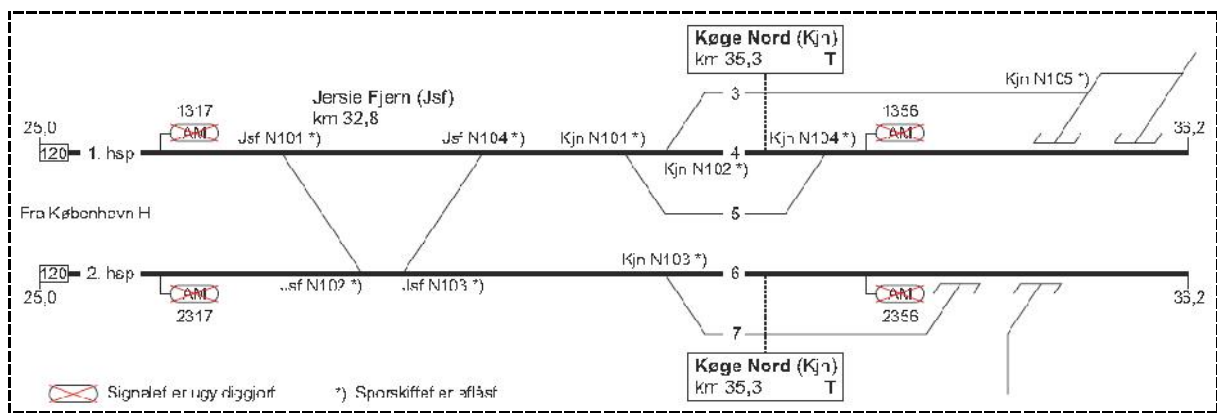 Køge Nord (Kjn)
km 35,3 T
Kjn N105 *)
3
1317
Jersie Fjern (Jsf)
km 32,8
1356
AM
AM
25,0
Jsf N101 *)
Jsf N104 *)
Kjn N101 *)
Kjn N104 *)
36,2
120 1. hsp
4
Kjn N102 *)
Fra København H
5
Kjn N103 *)
120 2. hsp
6
25,0
Jsf N102 *)
Jsf N103 *)
36,2
AM
AM
2317
2356
7
Køge Nord (Kjn)
km 35,3 T
Signalet er ugyldiggjort
*) Sporskiftet er aflåst